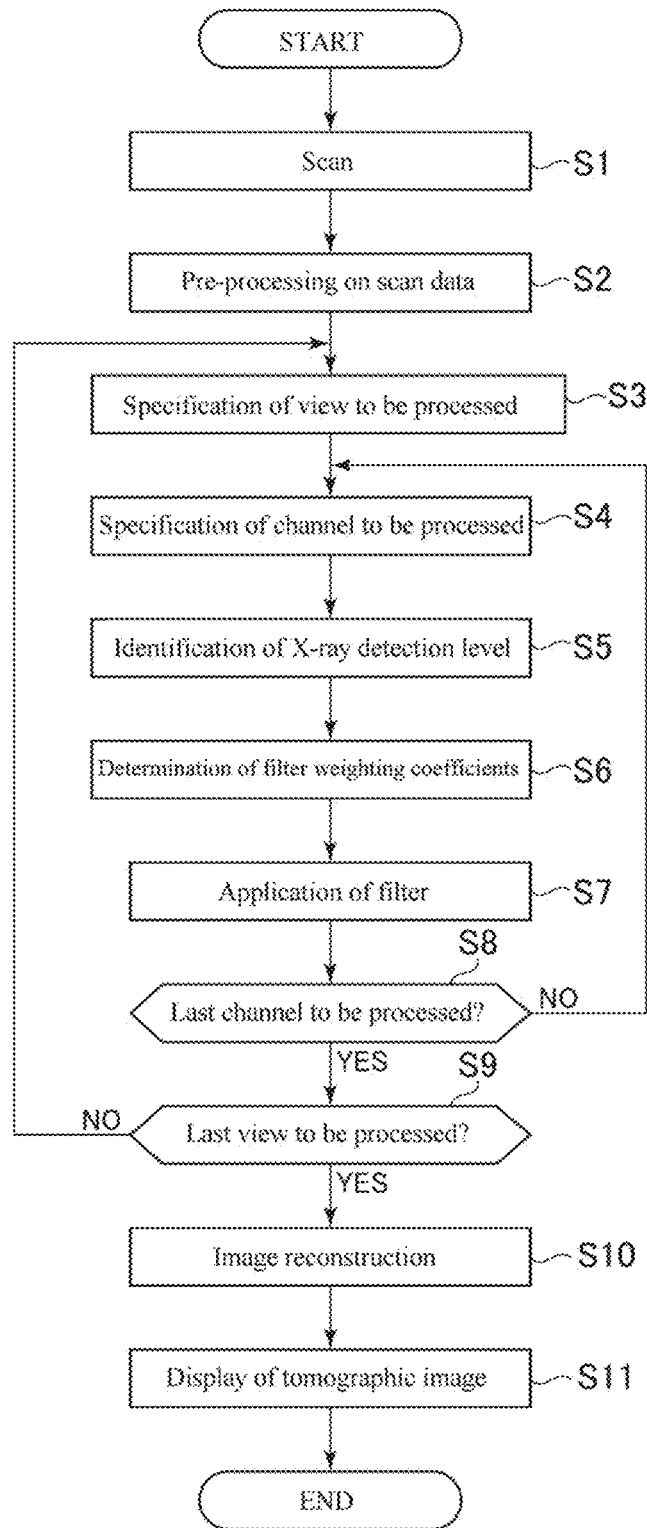 START
Scan
S1
Pre-processing on scan data
S2
Specification of view to be processed
S3
Specification of channel to be processed
S4
Identification of X-ray detection level
S5
Determination of filter weighting coefficients
S6
Application of filter
S7
S8
Last channel to be processed?
NO
YES
S9
NO
Last view to be processed?
YES
Image reconstruction
S10
Display of tomographic image
S11
END